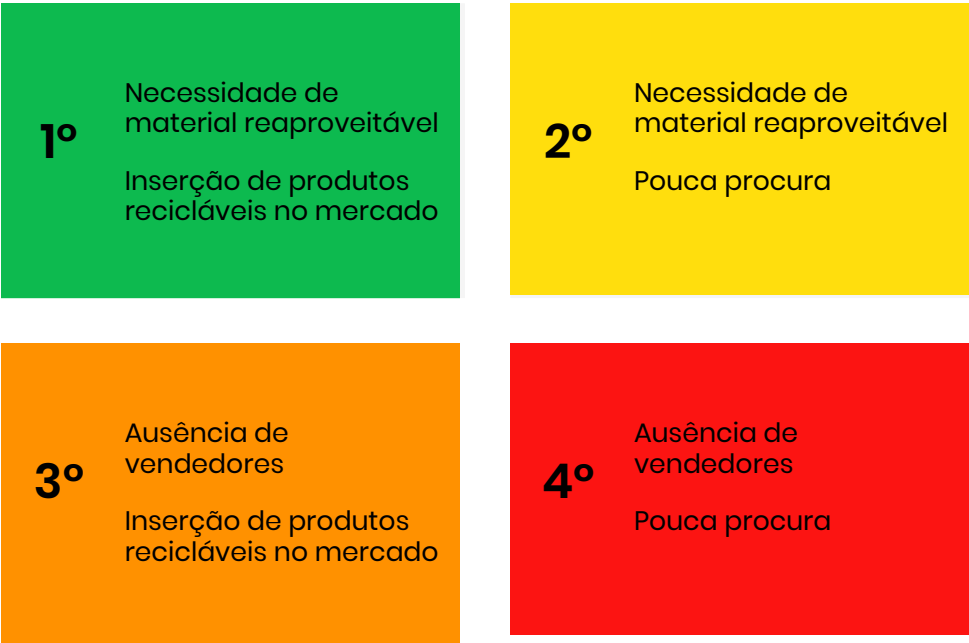 1º
Necessidade de
material reaproveitável
Inserção de produtos
recicláveis no mercado
2º
Necessidade de
material reaproveitável
Pouca procura
3º
Ausência de
vendedores
Inserção de produtos
recicláveis no mercado
4º
Ausência de
vendedores
Pouca procura